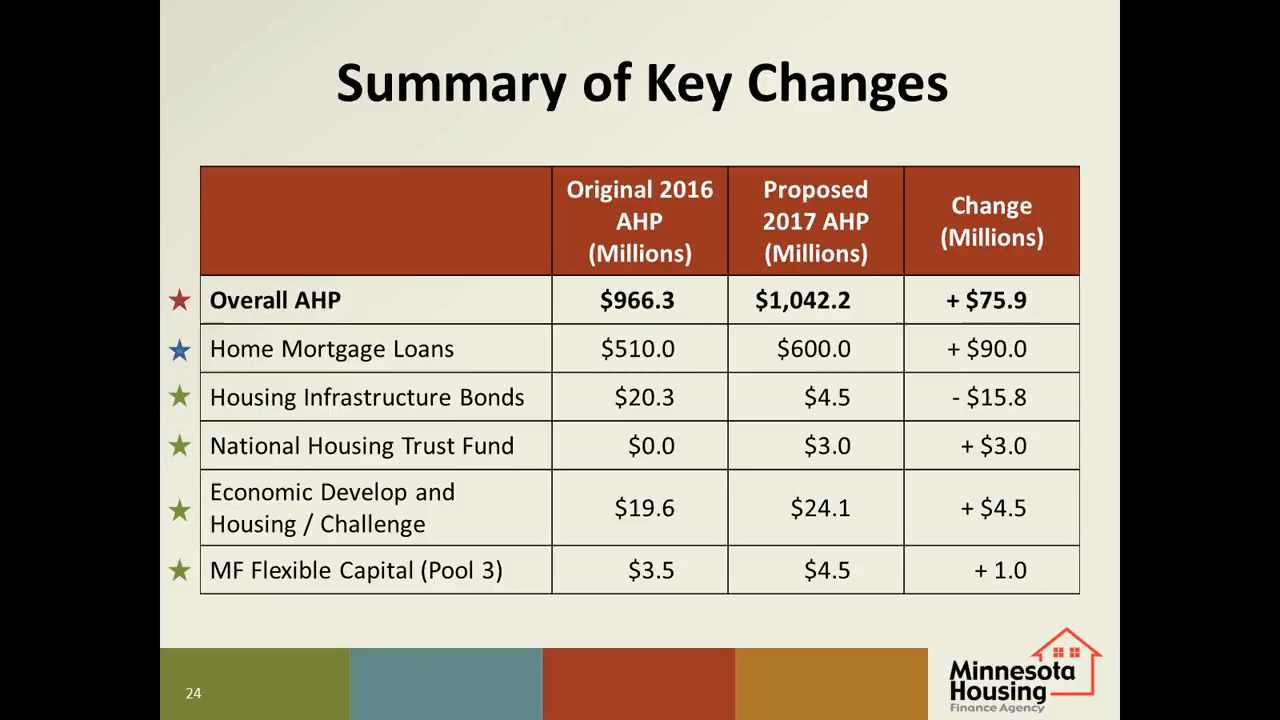 Summary of Key Changes
Original 2016
AHP
(Millions)
Proposed
2017 AHP
(Millions)
Change
(Millions)
Overall AHP $966.3 $1,042.2 + $75.9
Home Mortgage Loans $510.0 $600.0 + $90.0
Housing Infrastructure Bonds $20.3 $4.5 - $15.8
National Housing Trust Fund $0.0 $3.0 + $3.0
Economic Develop and
Housing / Challenge $19.6 $24.1 + $4.5
MF Flexible Capital (Pool 3) $3.5 $4.5 + 1.0
24
Minnesota
Housing
Finance Agency